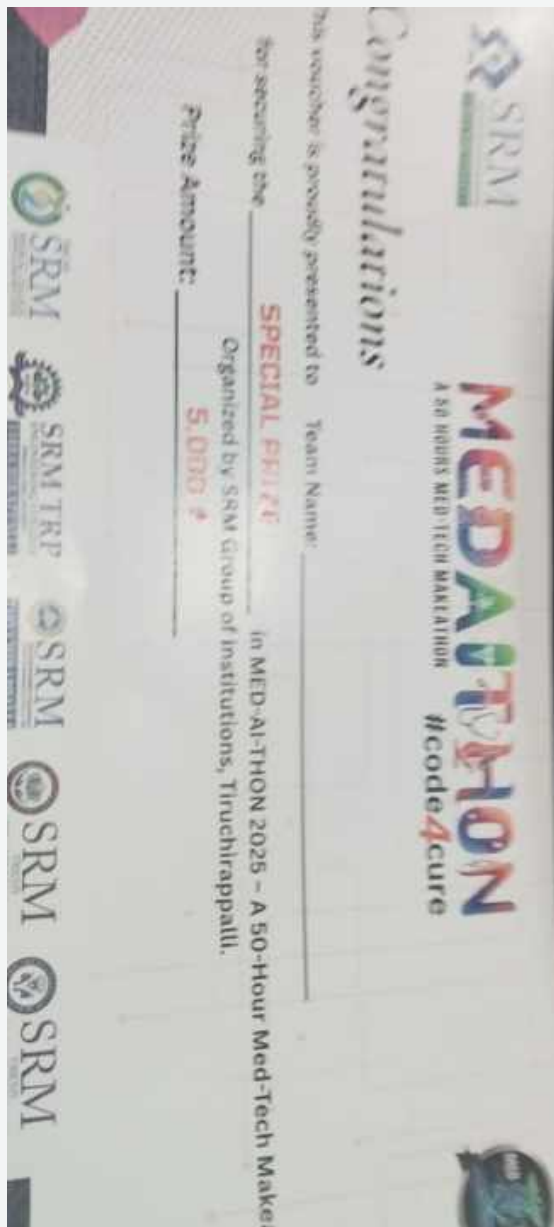 SRM
MEDAITHON
A 50 HOURS MED-TECH MAKEATHON
#code4cure
Congratulations
This voucher is proudly presented to Team Name:
for securing the SPECIAL PRIZE in MED-AI-THON 2025 – A 50-Hour Med-Tech Make
Organized by SRM Group of Institutions, Tiruchirappalli.
Prize Amount: 5,000 ₹
SRM SRM TRP SRM SRM SRM